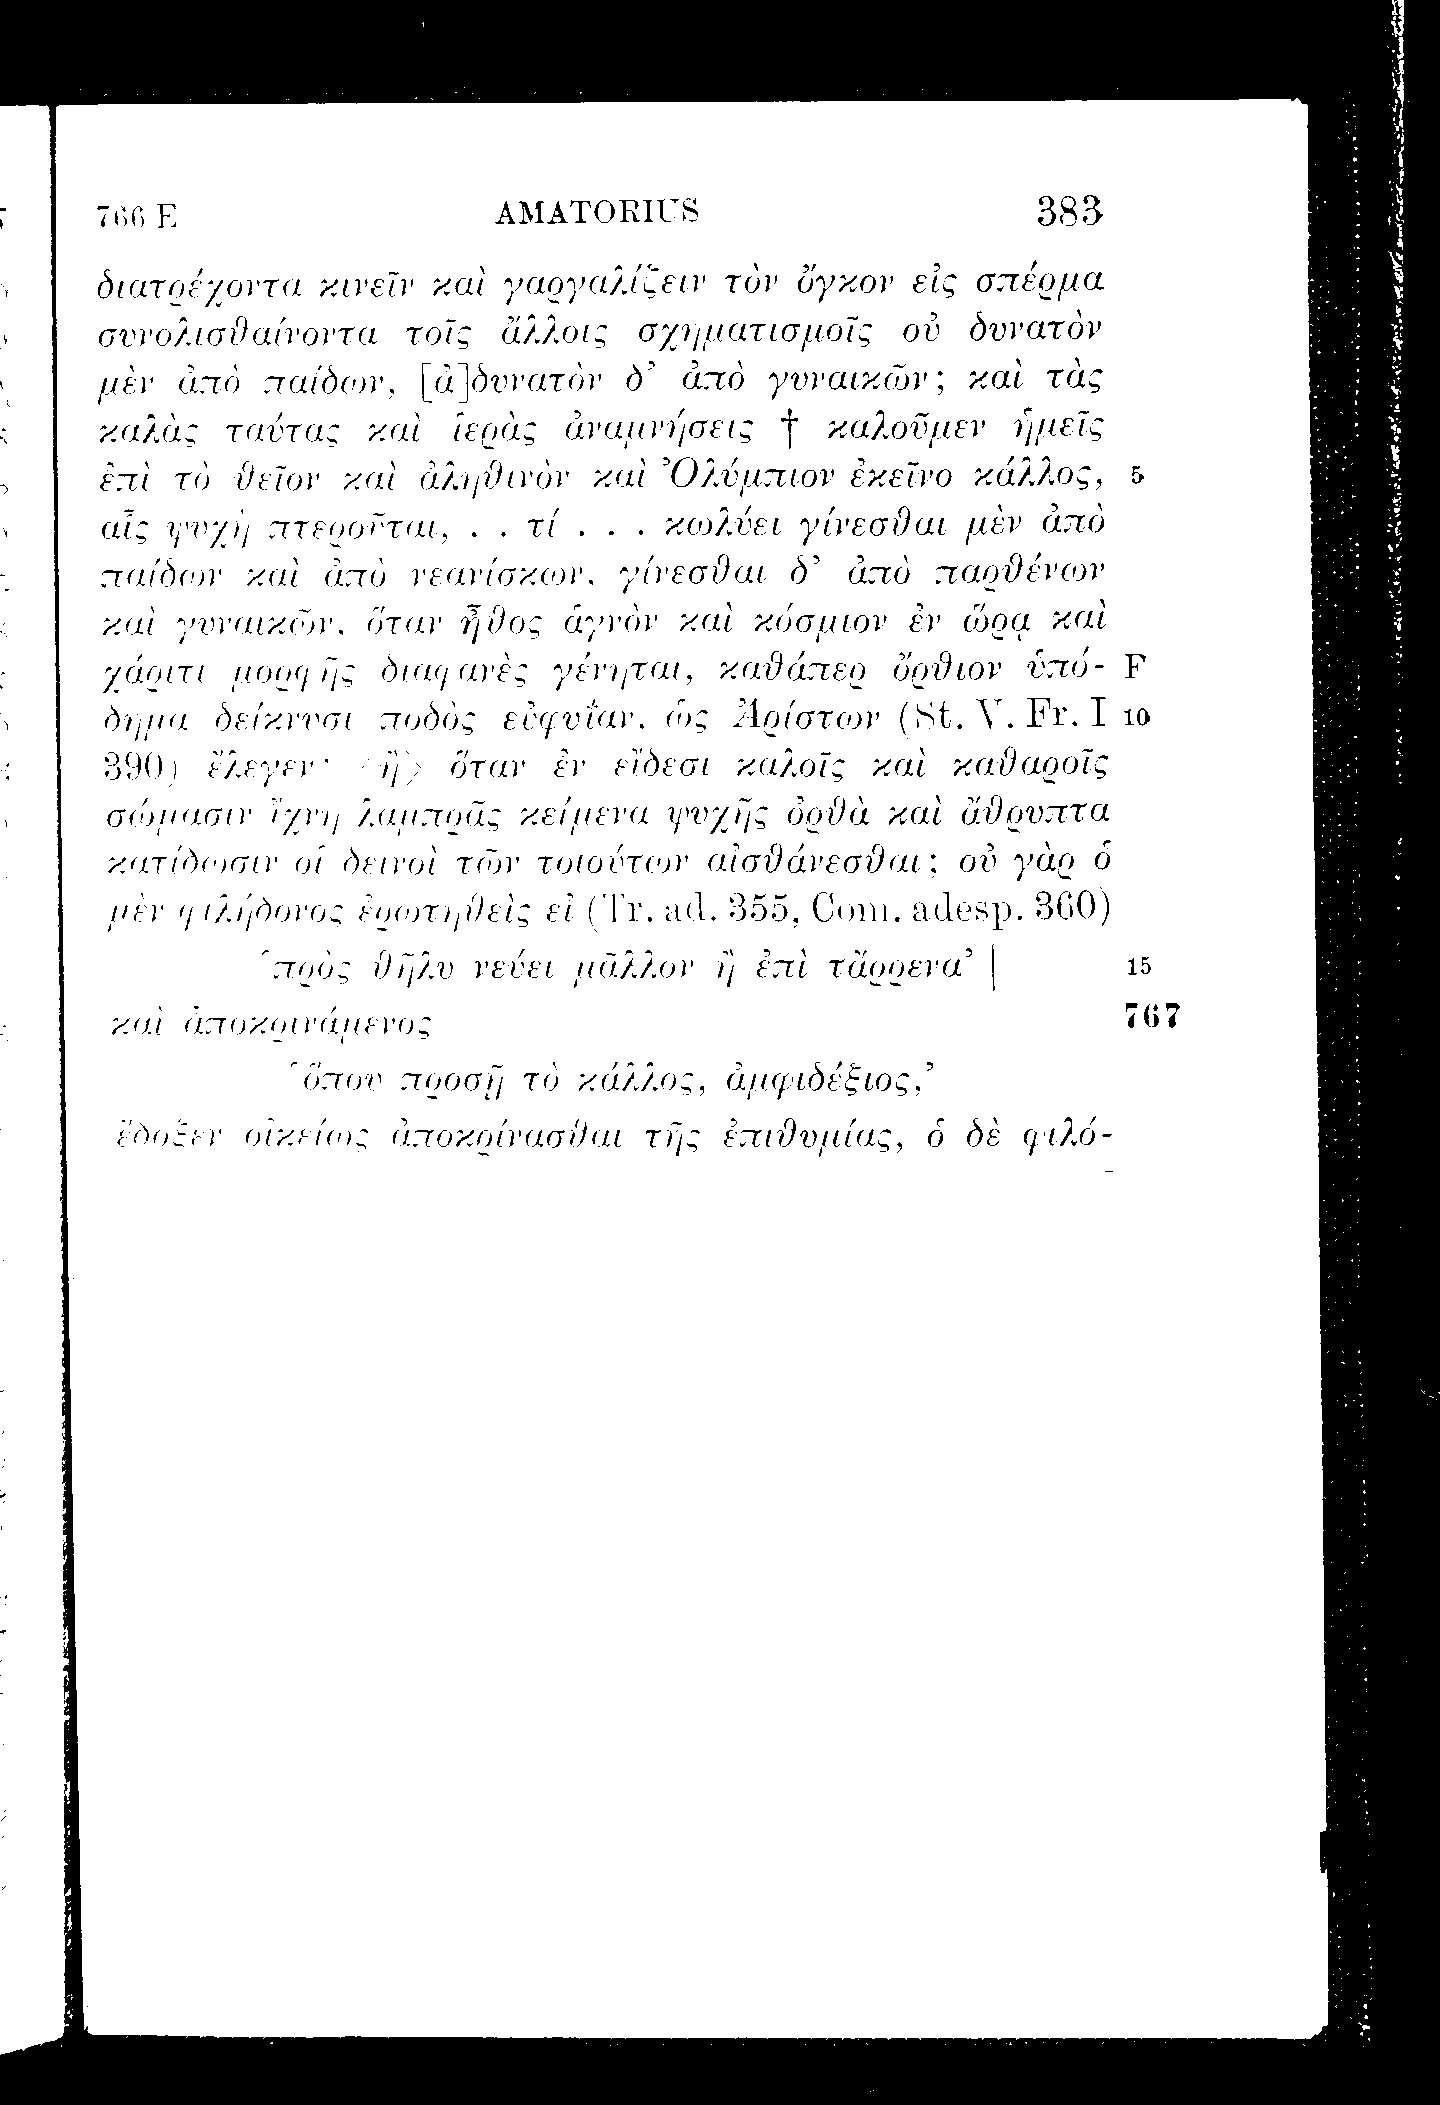 766 E AMATORIUS 383
διατρέχοντα κινεῖν καὶ γαργαλίζειν τὸν ὄγκον εἰς σπέρμα
συνολισθαίνοντα τοῖς ἄλλοις σχηματισμοῖς οὐ δυνατὸν
μὲν ἀπὸ παίδων, [ἀ]δυνατὸν δ’ ἀπὸ γυναικῶν; καὶ τὰς
καλὰς ταύτας καὶ ἱερὰς ἀναμνήσεις † καλοῦμεν ἡμεῖς
ἐπὶ τὸ θεῖον καὶ ἀληθινὸν καὶ Ὀλύμπιον ἐκεῖνο κάλλος, 5
αἷς ψυχὴ πτεροῦται, . . τί . . . κωλύει γίνεσθαι μὲν ἀπὸ
παίδων καὶ ἀπὸ νεανίσκων, γίνεσθαι δ’ ἀπὸ παρθένων
καὶ γυναικῶν, ὅταν ἦθος ἁγνὸν καὶ κόσμιον ἐν ὥρᾳ καὶ
χάριτι μορφῆς διαφανὲς γένηται, καθάπερ ὄρθιον ὑπό- F
δημα δείκνυσι ποδὸς εὐφυΐαν, ὡς Ἀρίστων (St. V. Fr. I 10
390) ἔλεγεν· ⟨ἢ⟩ ὅταν ἐν εἴδεσι καλοῖς καὶ καθαροῖς
σώμασιν ἴχνη λαμπρᾶς κείμενα ψυχῆς ὀρθὰ καὶ ἄθρυπτα
κατίδωσιν οἱ δεινοὶ τῶν τοιούτων αἰσθάνεσθαι; οὐ γὰρ ὁ
μὲν φιλήδονος ἐρωτηθεὶς εἰ (Tr. ad. 355, Com. adesp. 360)
‘πρὸς θῆλυ νεύει μᾶλλον ἢ ἐπὶ τἄρρενα’ | 15
καὶ ἀποκρινάμενος 767
‘ὅπου προσῇ τὸ κάλλος, ἀμφιδέξιος,’
ἔδοξεν οἰκείως ἀποκρίνασθαι τῆς ἐπιθυμίας, ὁ δὲ φιλό-